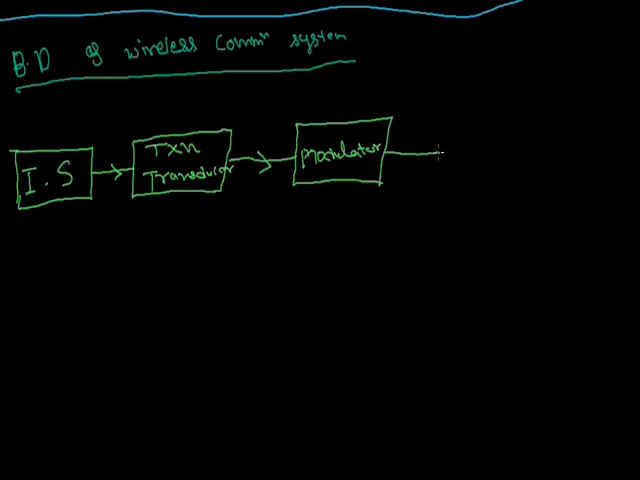 B.D of wireless Commⁿ system
I.S
Txn
Transducer
Modulator